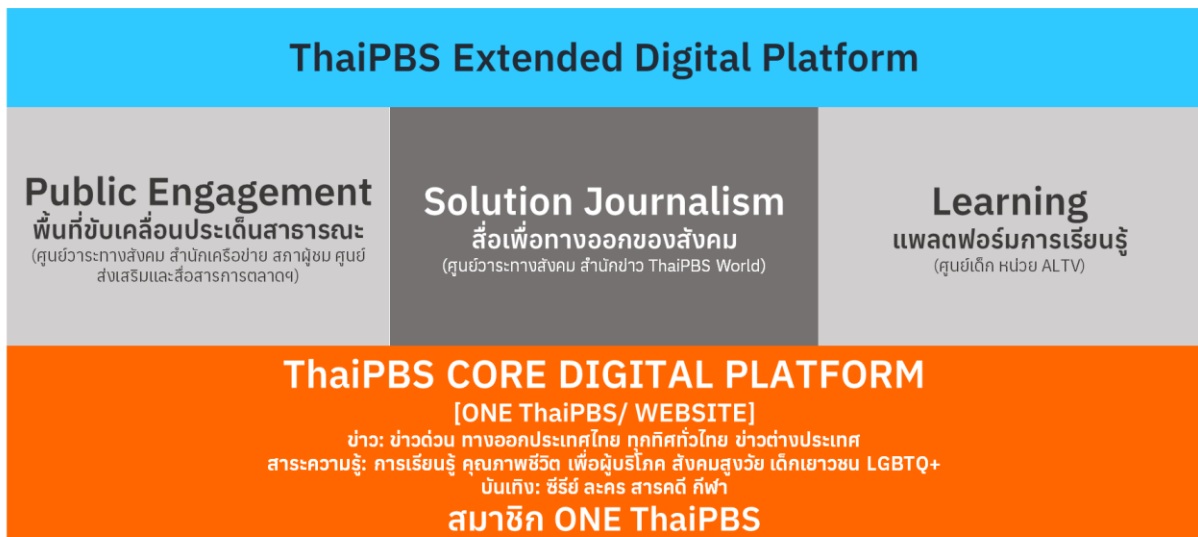 ThaiPBS Extended Digital Platform
Public Engagement
พื้นที่ขับเคลื่อนประเด็นสาธารณะ
(ศูนย์วาระทางสังคม สำนักเครือข่าย สภาผู้ชม ศูนย์
ส่งเสริมและสื่อสารการตลาดฯ)
Solution Journalism
สื่อเพื่อทางออกของสังคม
(ศูนย์วาระทางสังคม สำนักข่าว ThaiPBS World)
Learning
แพลตฟอร์มการเรียนรู้
(ศูนย์เด็ก หน่วย ALTV)
ThaiPBS CORE DIGITAL PLATFORM
[ONE ThaiPBS/ WEBSITE]
ข่าว: ข่าวด่วน ทางออกประเทศไทย ทุกทิศทั่วไทย ข่าวต่างประเทศ
สาระความรู้: การเรียนรู้ คุณภาพชีวิต เพื่อผู้บริโภค สังคมสูงวัย เด็กเยาวชน LGBTQ+
บันเทิง: ซีรีย์ ละคร สารคดี กีฬา
สมาชิก ONE ThaiPBS